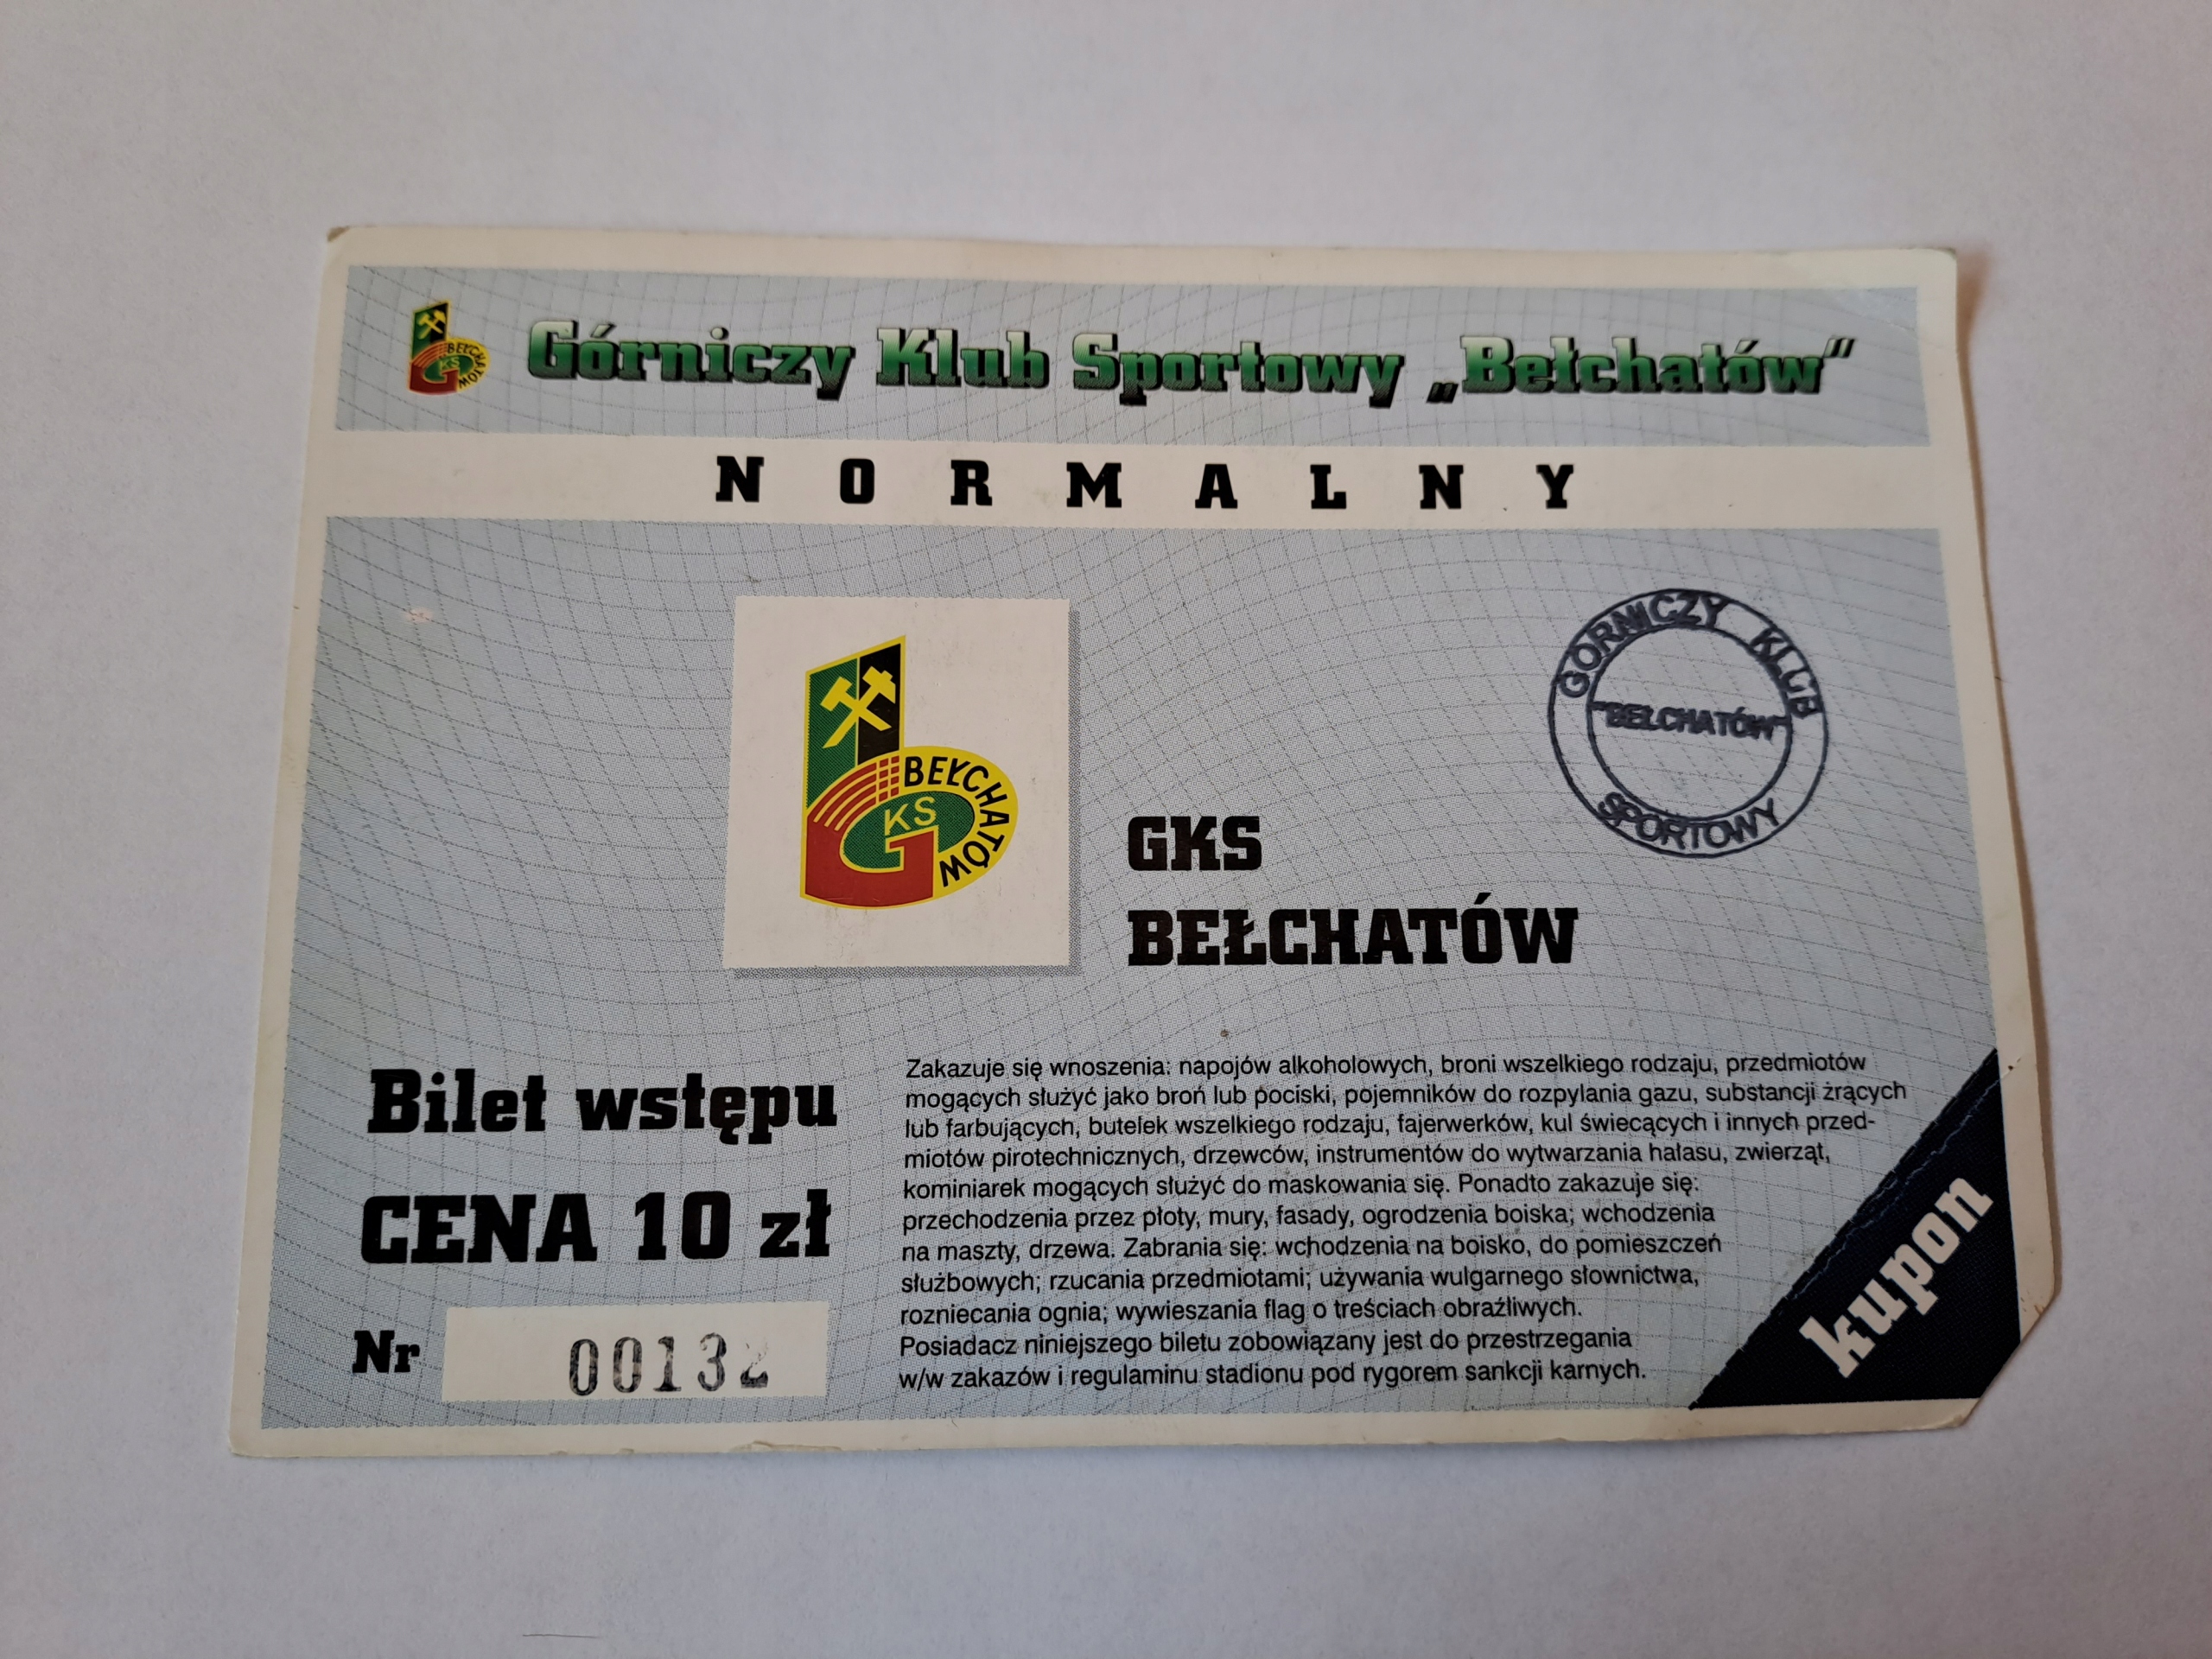 BEŁCHATÓW
GKS
Górniczy Klub Sportowy „Bełchatów"
NORMALNY
BEŁCHATÓW
KS
G
GÓRNICZY KLUB
"BEŁCHATÓW"
SPORTOWY
GKS
BEŁCHATÓW
Bilet wstępu
CENA 10 zł
Nr 00132
Zakazuje się wnoszenia: napojów alkoholowych, broni wszelkiego rodzaju, przedmiotów
mogących służyć jako broń lub pociski, pojemników do rozpylania gazu, substancji żrących
lub farbujących, butelek wszelkiego rodzaju, fajerwerków, kul świecących i innych przed-
miotów pirotechnicznych, drzewców, instrumentów do wytwarzania hałasu, zwierząt,
kominiarek mogących służyć do maskowania się. Ponadto zakazuje się:
przechodzenia przez płoty, mury, fasady, ogrodzenia boiska; wchodzenia
na maszty, drzewa. Zabrania się: wchodzenia na boisko, do pomieszczeń
służbowych; rzucania przedmiotami; używania wulgarnego słownictwa,
rozniecania ognia; wywieszania flag o treściach obraźliwych.
Posiadacz niniejszego biletu zobowiązany jest do przestrzegania
w/w zakazów i regulaminu stadionu pod rygorem sankcji karnych.
kupon